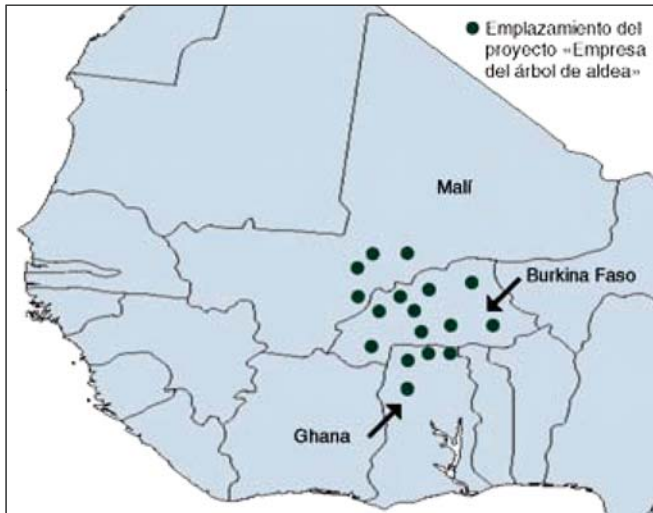 Emplazamiento del
proyecto «Empresa
del árbol de aldea»
Malí
Burkina Faso
Ghana